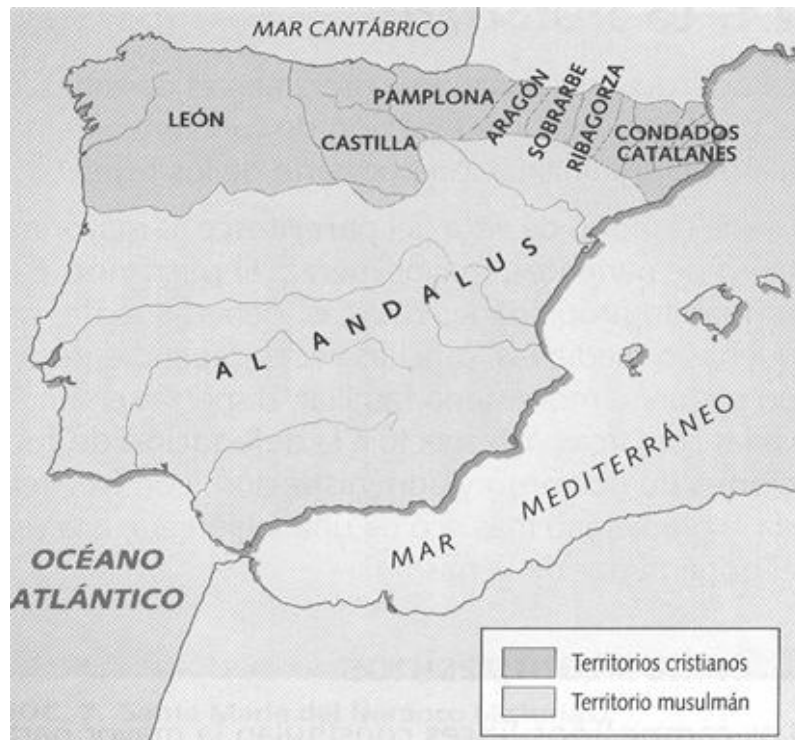 MAR CANTÁBRICO
LEÓN
PAMPLONA
CASTILLA
ARAGÓN
SOBRARBE
RIBAGORZA
CONDADOS
CATALANES
AL ANDALUS
MAR MEDITERRÁNEO
OCÉANO
ATLÁNTICO
Territorios cristianos
Territorio musulmán